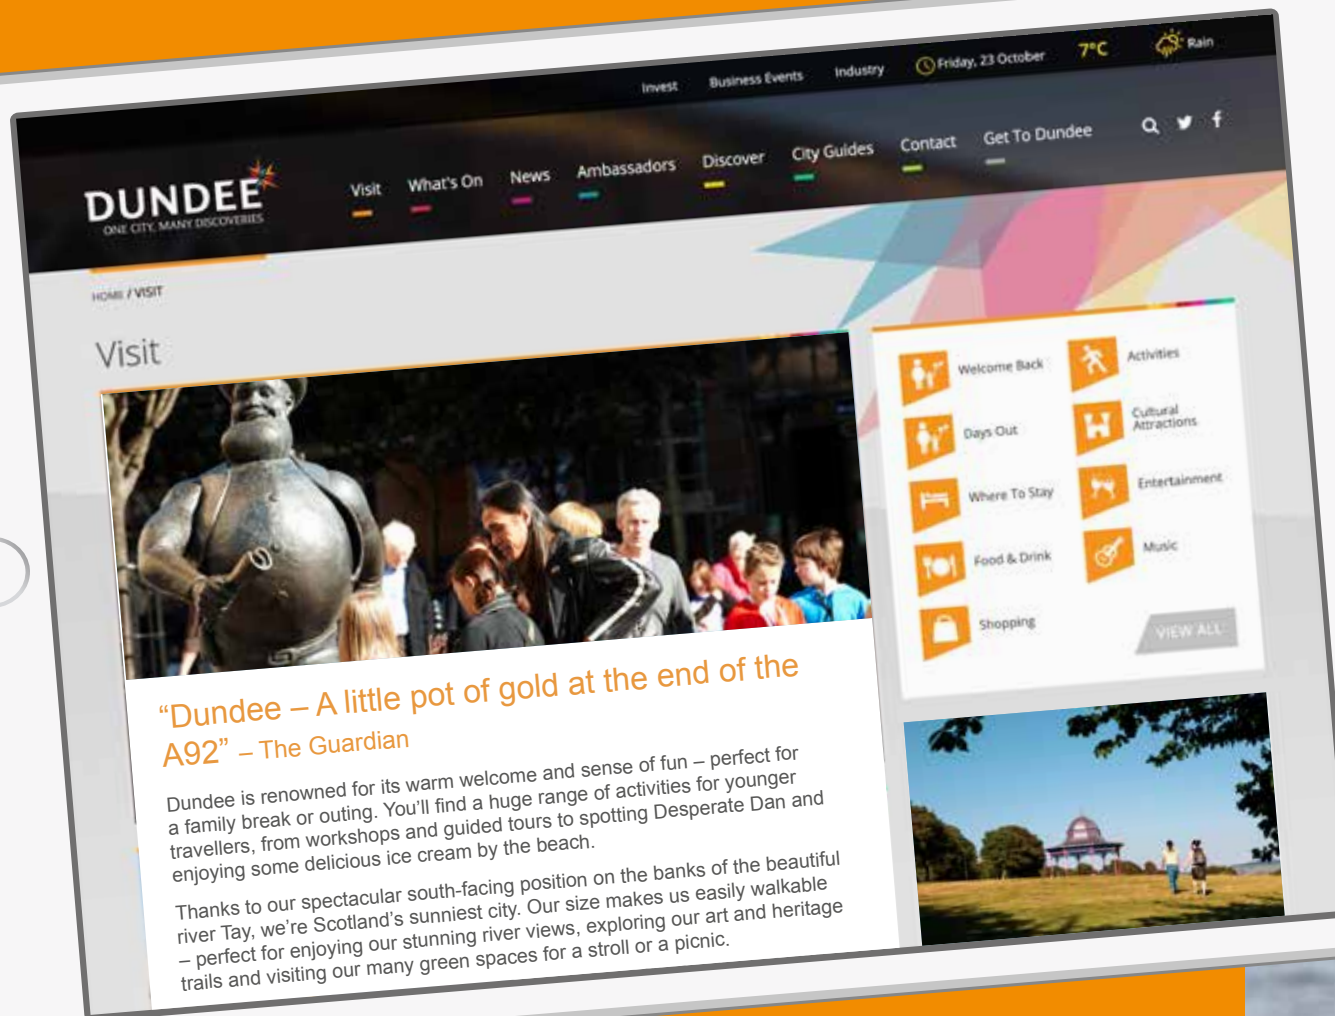 Invest Business Events Industry Friday, 23 October 7°C Rain
DUNDEE
ONE CITY, MANY DISCOVERIES
Visit What's On News Ambassadors Discover City Guides Contact Get To Dundee
HOME / VISIT
Visit
Welcome Back
Activities
Days Out
Cultural
Attractions
Where To Stay
Entertainment
Food & Drink
Music
Shopping
VIEW ALL
“Dundee – A little pot of gold at the end of the
A92” – The Guardian
Dundee is renowned for its warm welcome and sense of fun – perfect for
a family break or outing. You’ll find a huge range of activities for younger
travellers, from workshops and guided tours to spotting Desperate Dan and
enjoying some delicious ice cream by the beach.
Thanks to our spectacular south-facing position on the banks of the beautiful
river Tay, we’re Scotland’s sunniest city. Our size makes us easily walkable
– perfect for enjoying our stunning river views, exploring our art and heritage
trails and visiting our many green spaces for a stroll or a picnic.